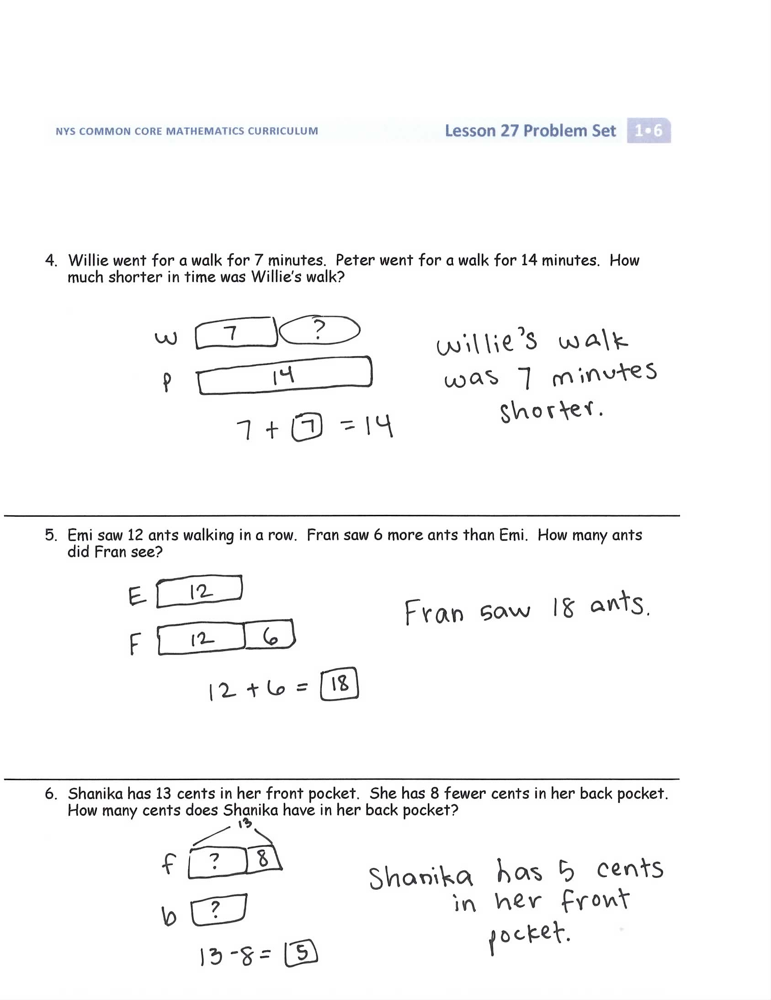 NYS COMMON CORE MATHEMATICS CURRICULUM
Lesson 27 Problem Set 1•6
4. Willie went for a walk for 7 minutes. Peter went for a walk for 14 minutes. How
much shorter in time was Willie's walk?
W 7 ?
P 14
7 + 7 = 14
Willie's walk
was 7 minutes
shorter.
5. Emi saw 12 ants walking in a row. Fran saw 6 more ants than Emi. How many ants
did Fran see?
E 12
F 12 6
12 + 6 = 18
Fran saw 18 ants.
6. Shanika has 13 cents in her front pocket. She has 8 fewer cents in her back pocket.
How many cents does Shanika have in her back pocket?
13
f ? 8
b ?
13 - 8 = 5
Shanika has 5 cents
in her front
pocket.